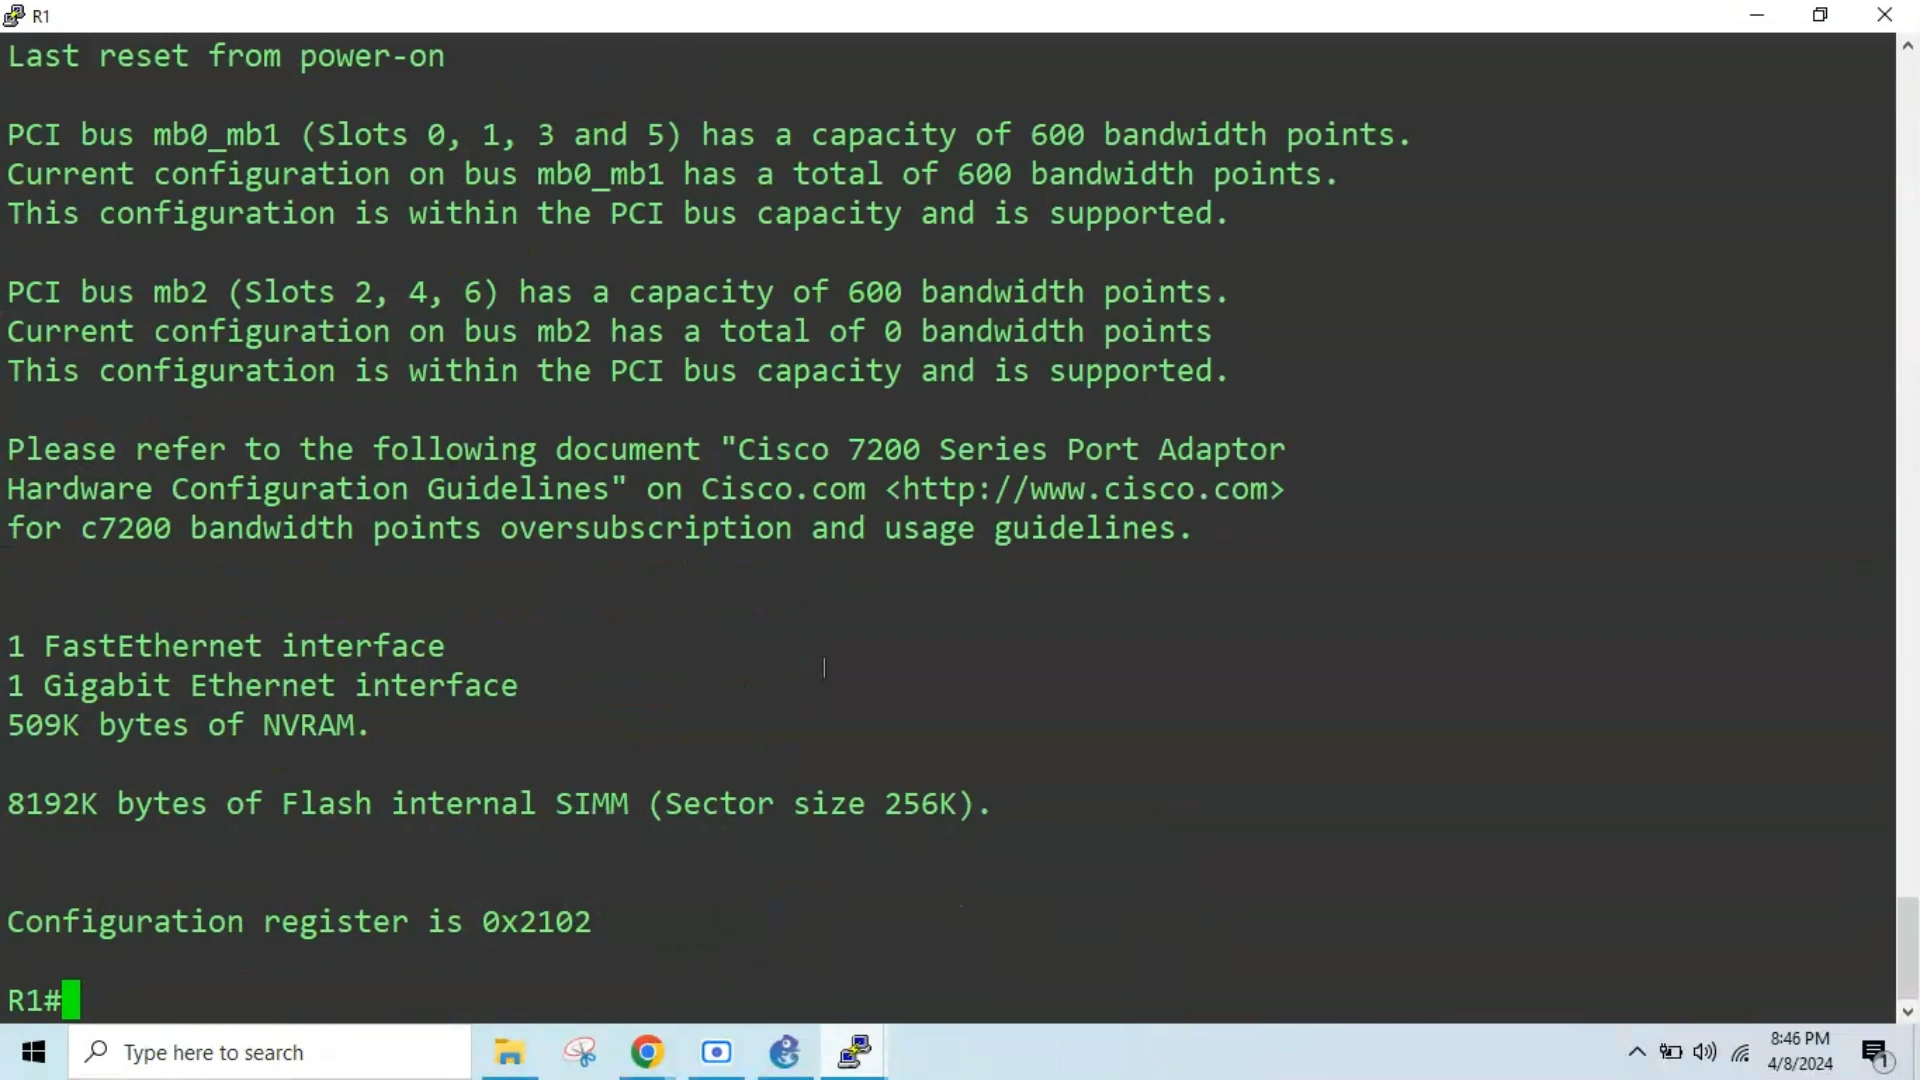 R1
Last reset from power-on
PCI bus mb0_mb1 (Slots 0, 1, 3 and 5) has a capacity of 600 bandwidth points.
Current configuration on bus mb0_mb1 has a total of 600 bandwidth points.
This configuration is within the PCI bus capacity and is supported.
PCI bus mb2 (Slots 2, 4, 6) has a capacity of 600 bandwidth points.
Current configuration on bus mb2 has a total of 0 bandwidth points
This configuration is within the PCI bus capacity and is supported.
Please refer to the following document "Cisco 7200 Series Port Adaptor
Hardware Configuration Guidelines" on Cisco.com <http://www.cisco.com>
for c7200 bandwidth points oversubscription and usage guidelines.
1 FastEthernet interface
1 Gigabit Ethernet interface
509K bytes of NVRAM.
8192K bytes of Flash internal SIMM (Sector size 256K).
Configuration register is 0x2102
R1#
Type here to search
8:46 PM
4/8/2024
1